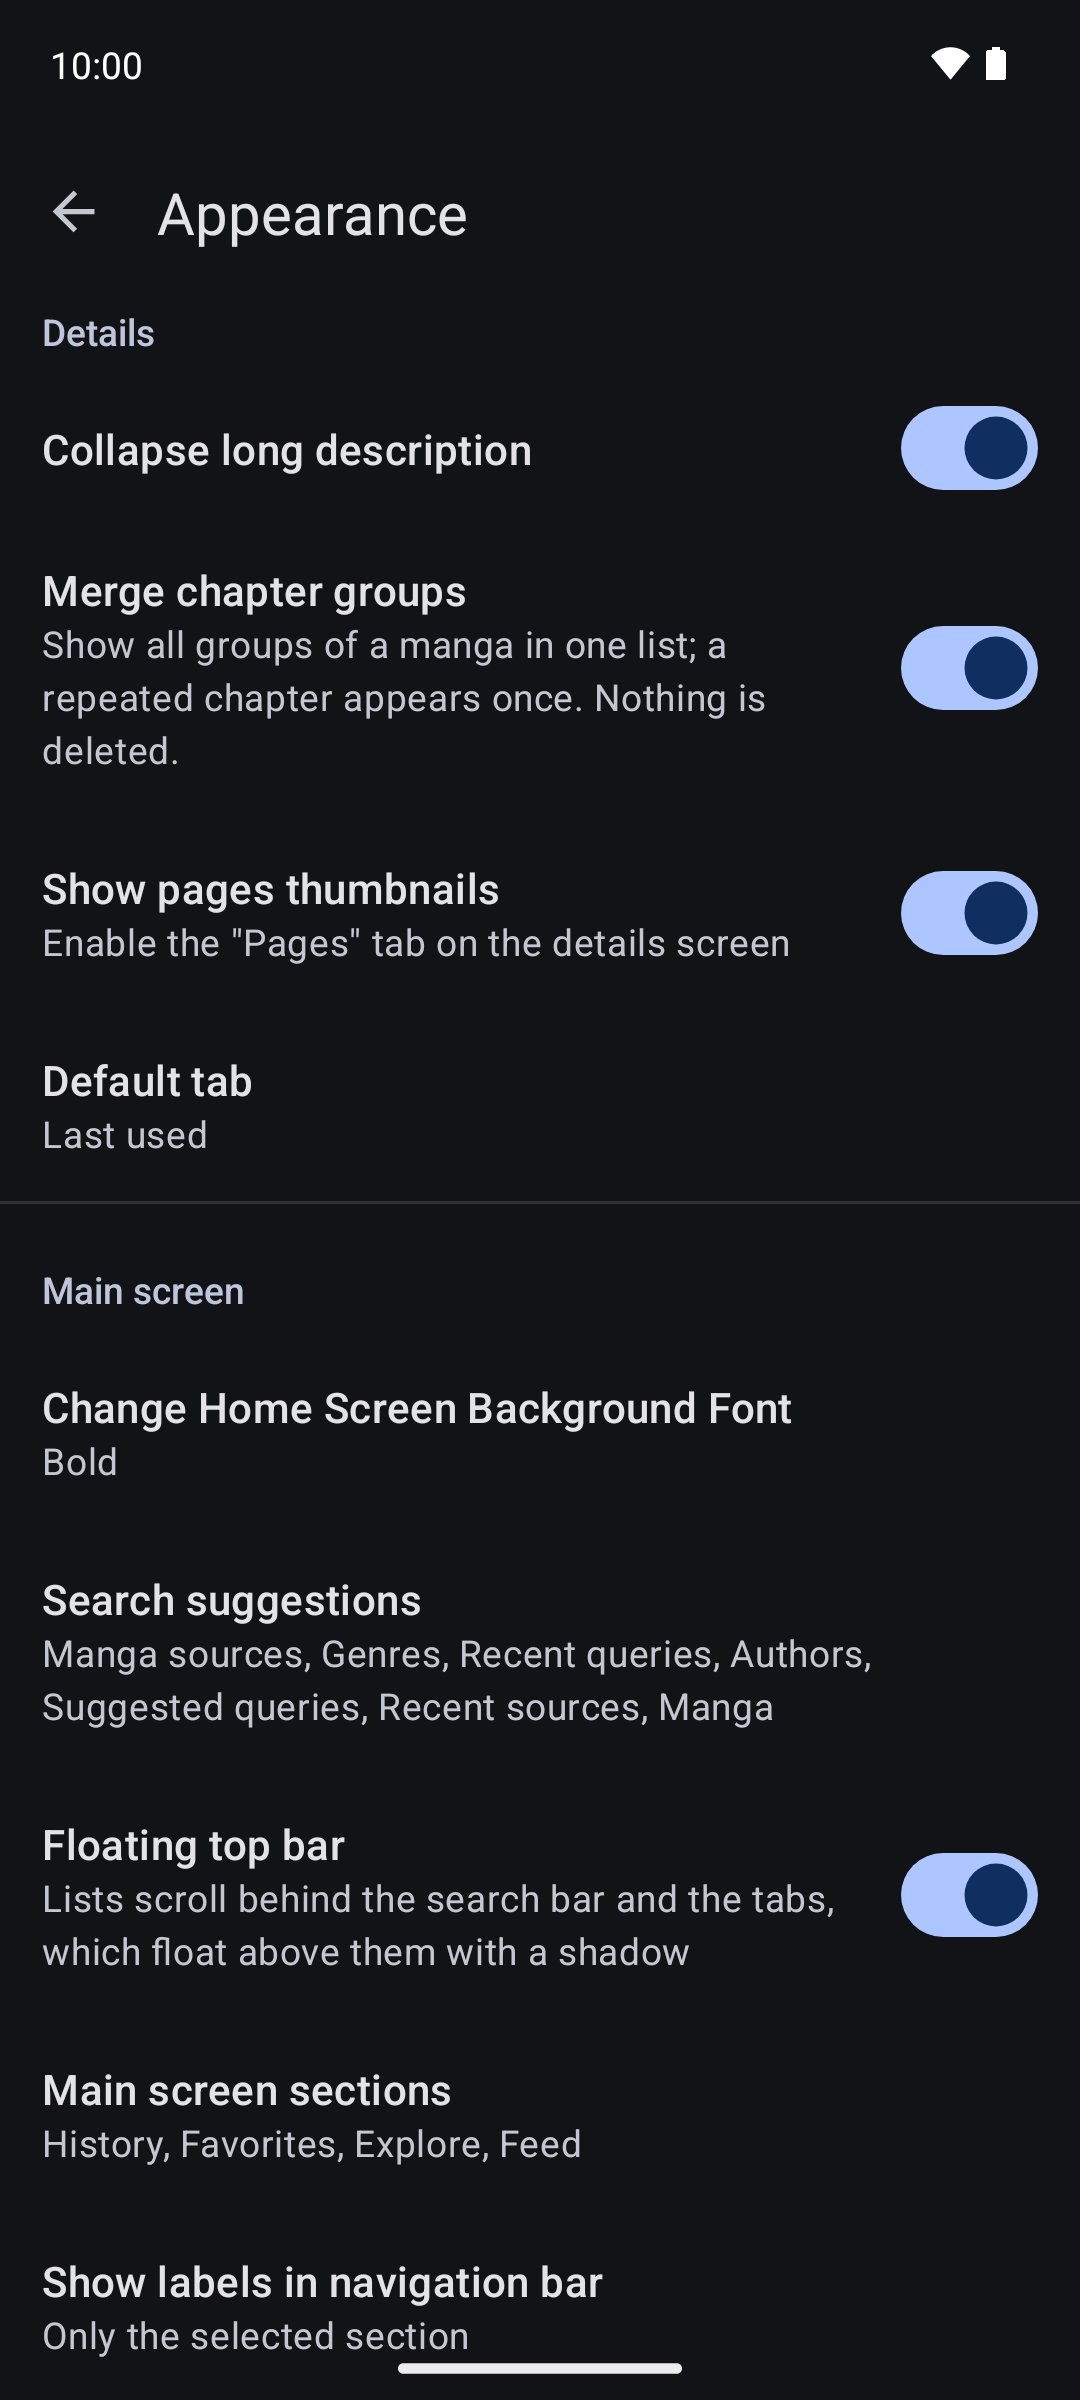 10:00
Appearance
Details
Collapse long description
Merge chapter groups
Show all groups of a manga in one list; a
repeated chapter appears once. Nothing is
deleted.
Show pages thumbnails
Enable the "Pages" tab on the details screen
Default tab
Last used
Main screen
Change Home Screen Background Font
Bold
Search suggestions
Manga sources, Genres, Recent queries, Authors,
Suggested queries, Recent sources, Manga
Floating top bar
Lists scroll behind the search bar and the tabs,
which float above them with a shadow
Main screen sections
History, Favorites, Explore, Feed
Show labels in navigation bar
Only the selected section